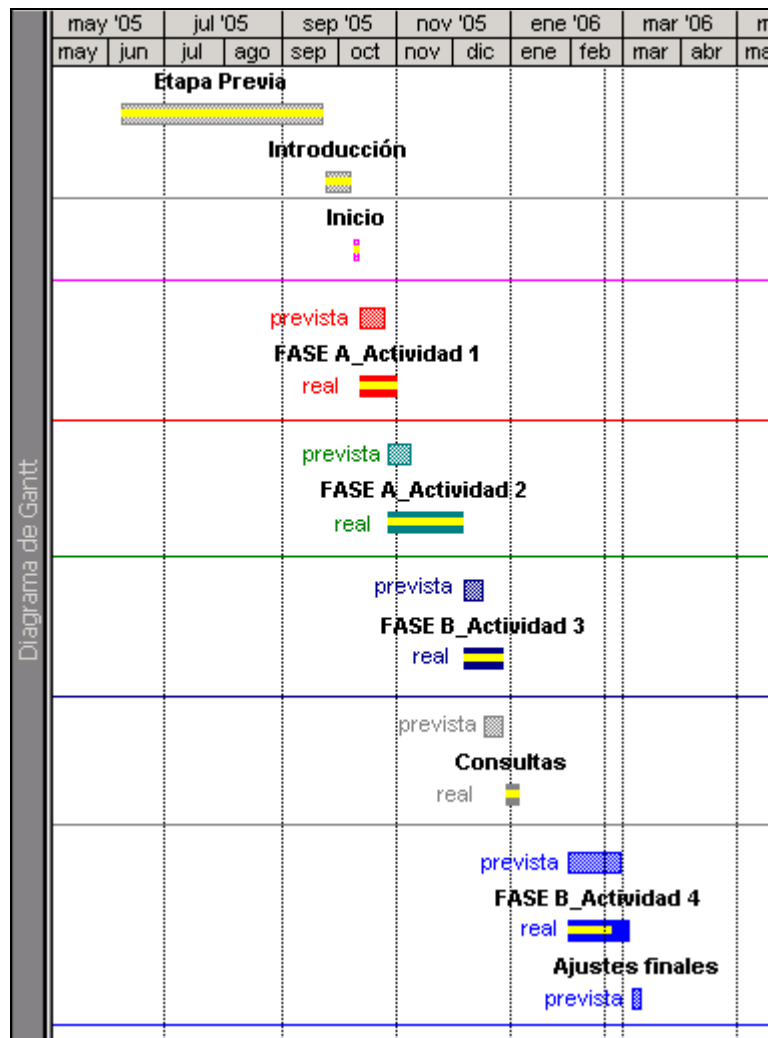 may '05 jul '05 sep '05 nov '05 ene '06 mar '06 m
may jun jul ago sep oct nov dic ene feb mar abr ma
Diagrama de Gantt
Etapa Previa
Introducción
Inicio
prevista
FASE A_Actividad 1
real
prevista
FASE A_Actividad 2
real
prevista
FASE B_Actividad 3
real
prevista
Consultas
real
prevista
FASE B_Actividad 4
real
Ajustes finales
prevista